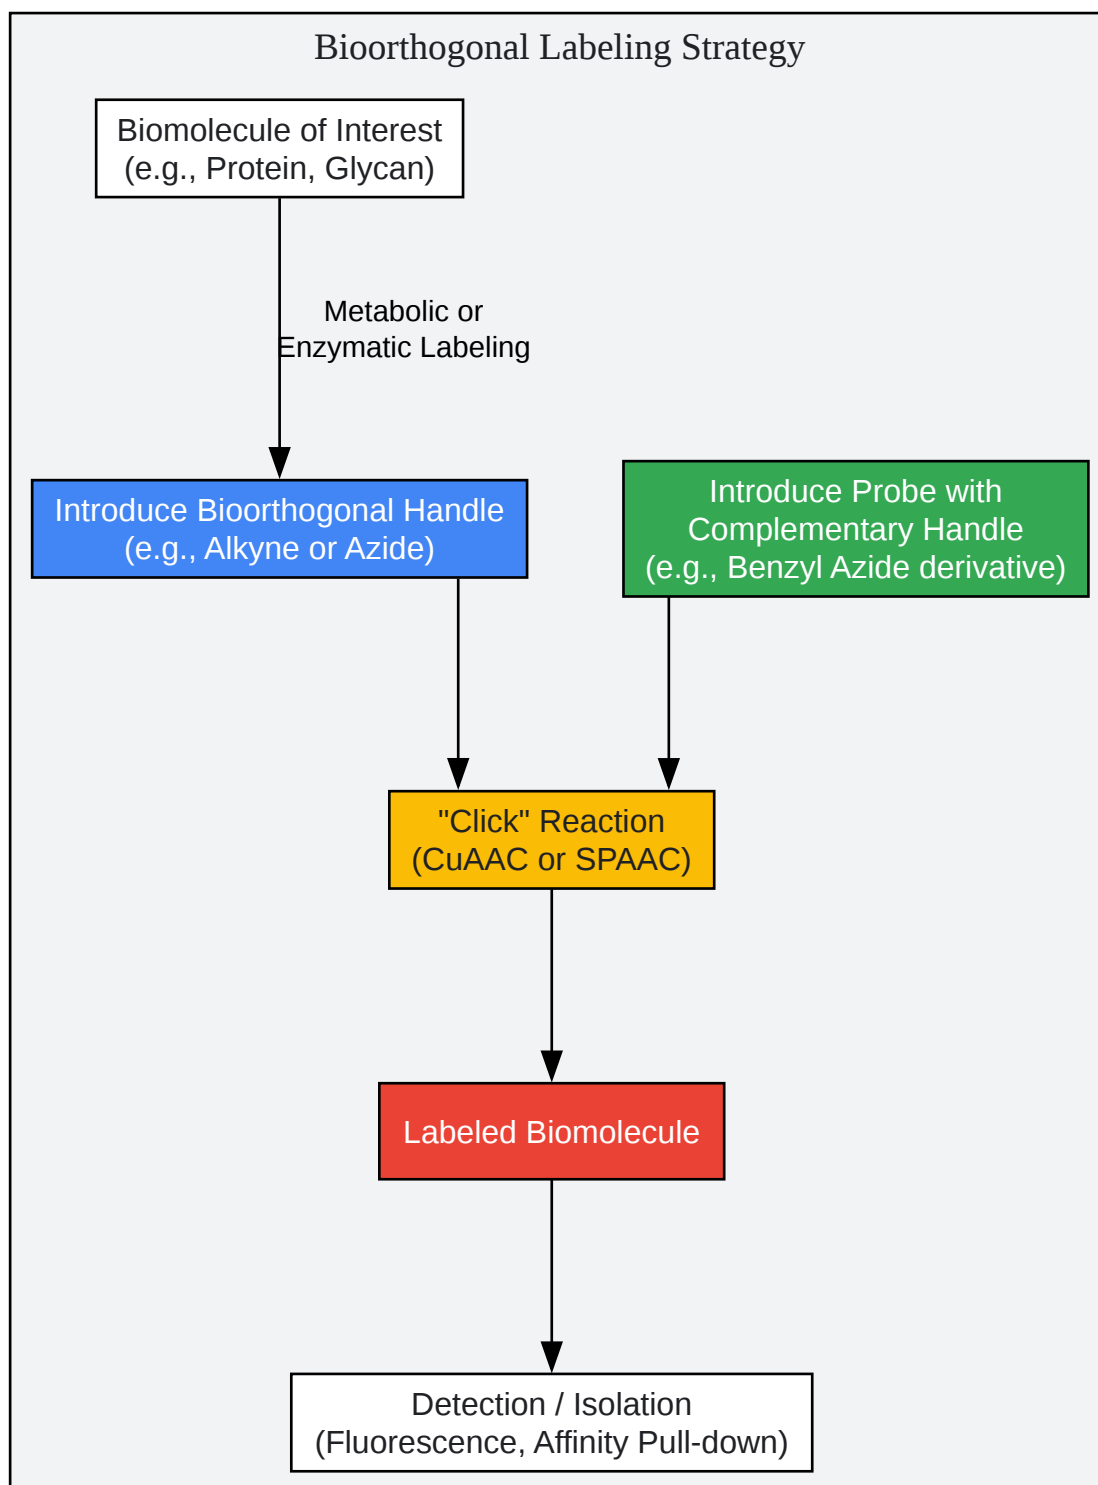 Bioorthogonal Labeling Strategy
Biomolecule of Interest
(e.g., Protein, Glycan)
Metabolic or
Enzymatic Labeling
Introduce Bioorthogonal Handle
(e.g., Alkyne or Azide)
Introduce Probe with
Complementary Handle
(e.g., Benzyl Azide derivative)
"Click" Reaction
(CuAAC or SPAAC)
Labeled Biomolecule
Detection / Isolation
(Fluorescence, Affinity Pull-down)